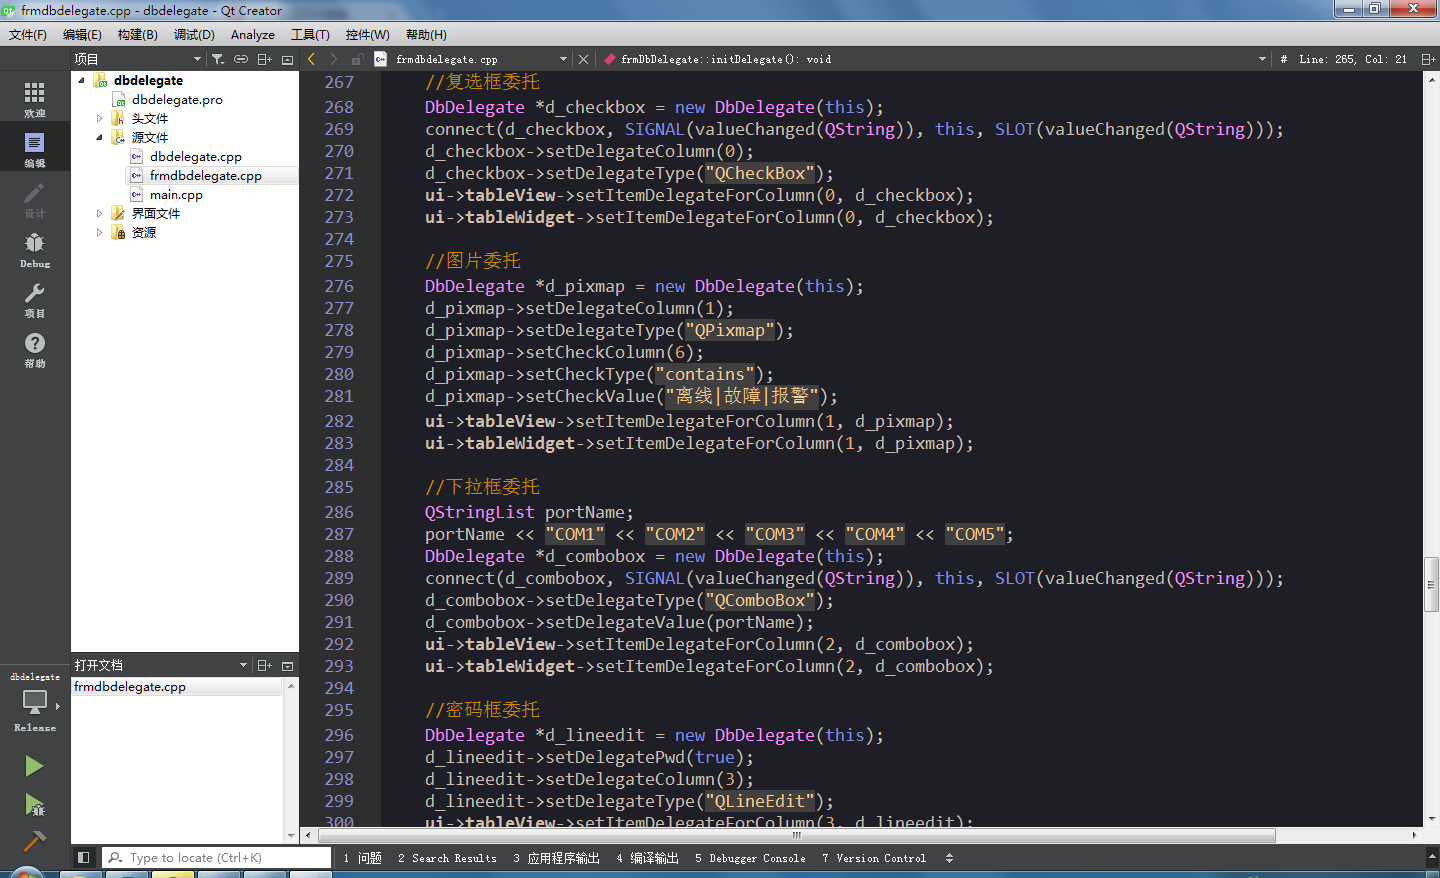 frmdbdelegate.cpp - dbdelegate - Qt Creator
文件(F) 编辑(E) 构建(B) 调试(D) Analyze 工具(T) 控件(W) 帮助(H)
项目
frmdbdelegate.cpp
frmDbDelegate::initDelegate(): void
# Line: 265, Col: 21
欢迎
编辑
设计
Debug
项目
帮助
dbdelegate
Release
dbdelegate
dbdelegate.pro
头文件
源文件
dbdelegate.cpp
frmdbdelegate.cpp
main.cpp
界面文件
资源
打开文档
frmdbdelegate.cpp
267 //复选框委托
268 DbDelegate *d_checkbox = new DbDelegate(this);
269 connect(d_checkbox, SIGNAL(valueChanged(QString)), this, SLOT(valueChanged(QString)));
270 d_checkbox->setDelegateColumn(0);
271 d_checkbox->setDelegateType("QCheckBox");
272 ui->tableView->setItemDelegateForColumn(0, d_checkbox);
273 ui->tableWidget->setItemDelegateForColumn(0, d_checkbox);
274
275 //图片委托
276 DbDelegate *d_pixmap = new DbDelegate(this);
277 d_pixmap->setDelegateColumn(1);
278 d_pixmap->setDelegateType("QPixmap");
279 d_pixmap->setCheckColumn(6);
280 d_pixmap->setCheckType("contains");
281 d_pixmap->setCheckValue("离线|故障|报警");
282 ui->tableView->setItemDelegateForColumn(1, d_pixmap);
283 ui->tableWidget->setItemDelegateForColumn(1, d_pixmap);
284
285 //下拉框委托
286 QStringList portName;
287 portName << "COM1" << "COM2" << "COM3" << "COM4" << "COM5";
288 DbDelegate *d_combobox = new DbDelegate(this);
289 connect(d_combobox, SIGNAL(valueChanged(QString)), this, SLOT(valueChanged(QString)));
290 d_combobox->setDelegateType("QComboBox");
291 d_combobox->setDelegateValue(portName);
292 ui->tableView->setItemDelegateForColumn(2, d_combobox);
293 ui->tableWidget->setItemDelegateForColumn(2, d_combobox);
294
295 //密码框委托
296 DbDelegate *d_lineedit = new DbDelegate(this);
297 d_lineedit->setDelegatePwd(true);
298 d_lineedit->setDelegateColumn(3);
299 d_lineedit->setDelegateType("QLineEdit");
300 ui->tableView->setItemDelegateForColumn(3, d_lineedit);
Type to locate (Ctrl+K)
1 问题 2 Search Results 3 应用程序输出 4 编译输出 5 Debugger Console 7 Version Control